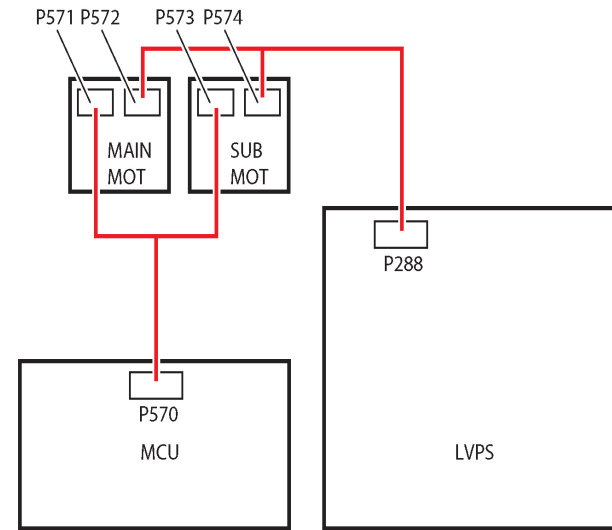 P571 P572 P573 P574
MAIN
MOT
SUB
MOT
P288
P570
MCU
LVPS